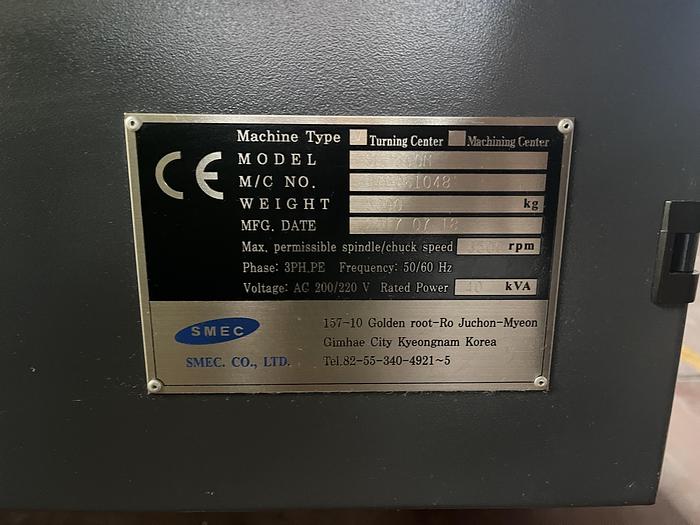 CE
Machine Type Turning Center Machining Center
MODEL
M/C NO.
WEIGHT kg
MFG. DATE
Max. permissible spindle/chuck speed rpm
Phase: 3PH.PE Frequency: 50/60 Hz
Voltage: AC 200/220 V Rated Power kVA
SMEC
SMEC. CO., LTD.
157-10 Golden root-Ro Juchon-Myeon
Gimhae City Kyeongnam Korea
Tel.82-55-340-4921~5